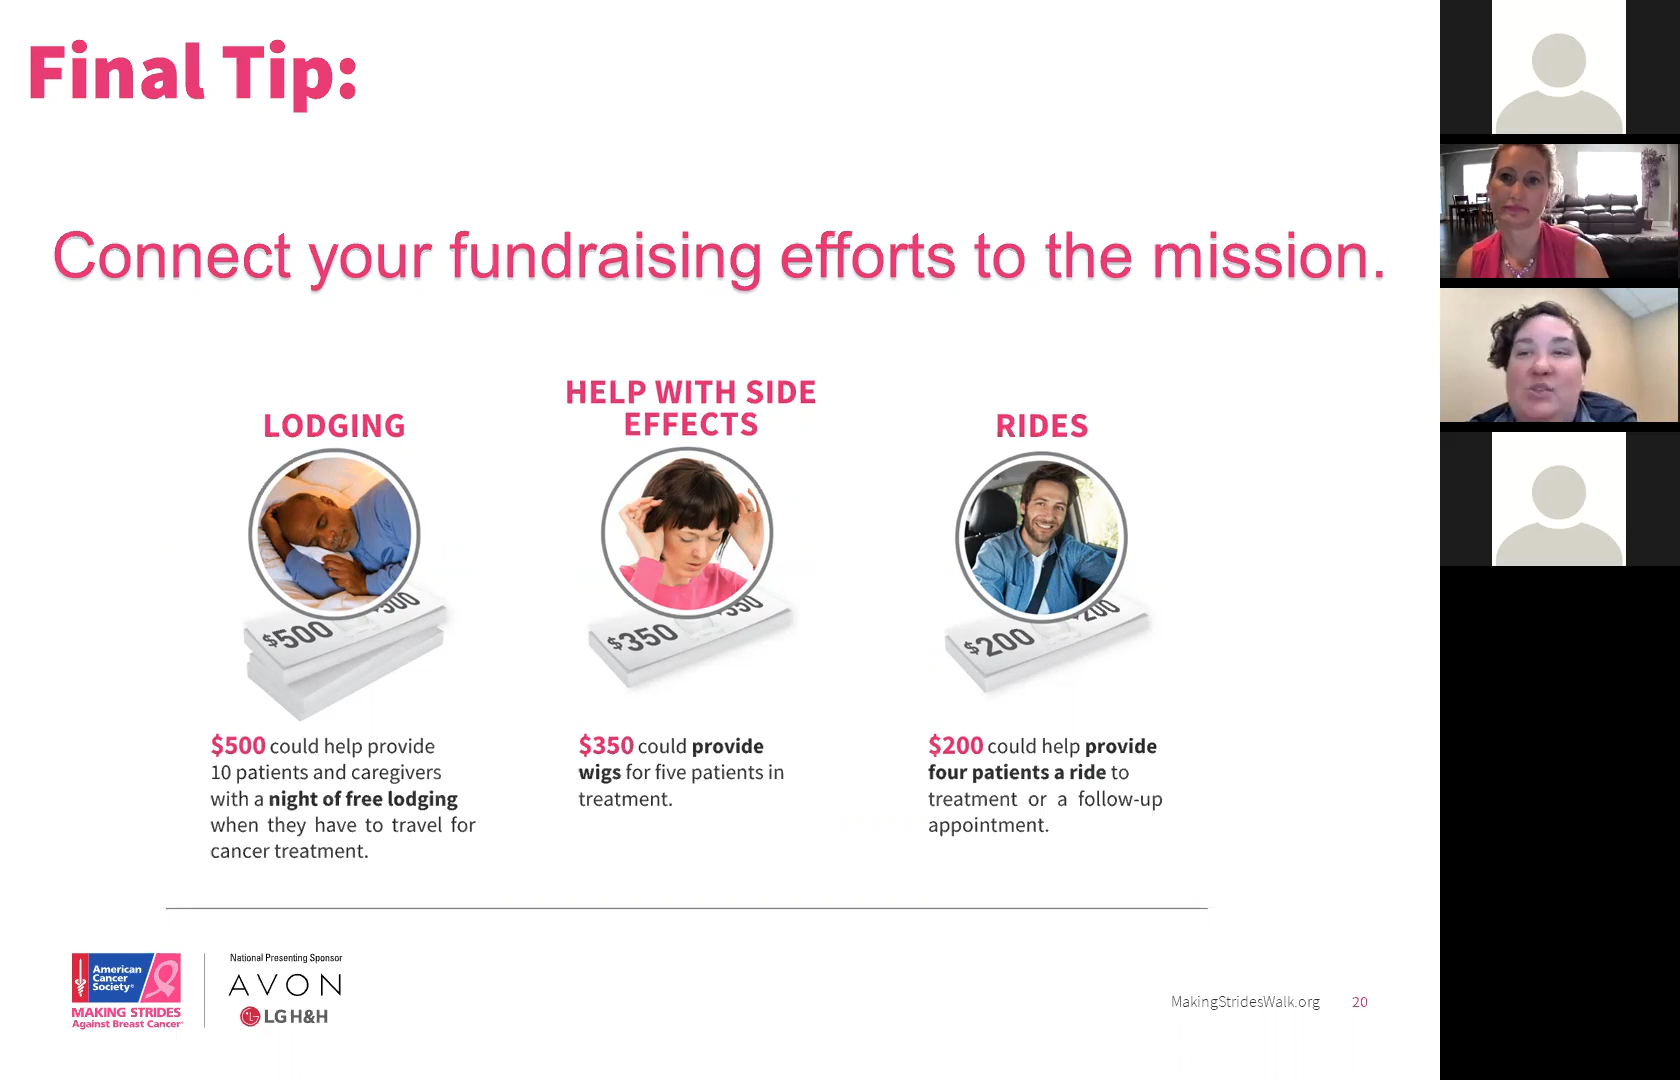 Final Tip:
Connect your fundraising efforts to the mission.
LODGING
$500
$500
$500 could help provide
10 patients and caregivers
with a night of free lodging
when they have to travel for
cancer treatment.
HELP WITH SIDE
EFFECTS
$350
350
$350 could provide
wigs for five patients in
treatment.
RIDES
$200
$200
$200 could help provide
four patients a ride to
treatment or a follow-up
appointment.
American
Cancer
Society®
MAKING STRIDES
Against Breast Cancer
National Presenting Sponsor
AVON
LG H&H
MakingStridesWalk.org 20